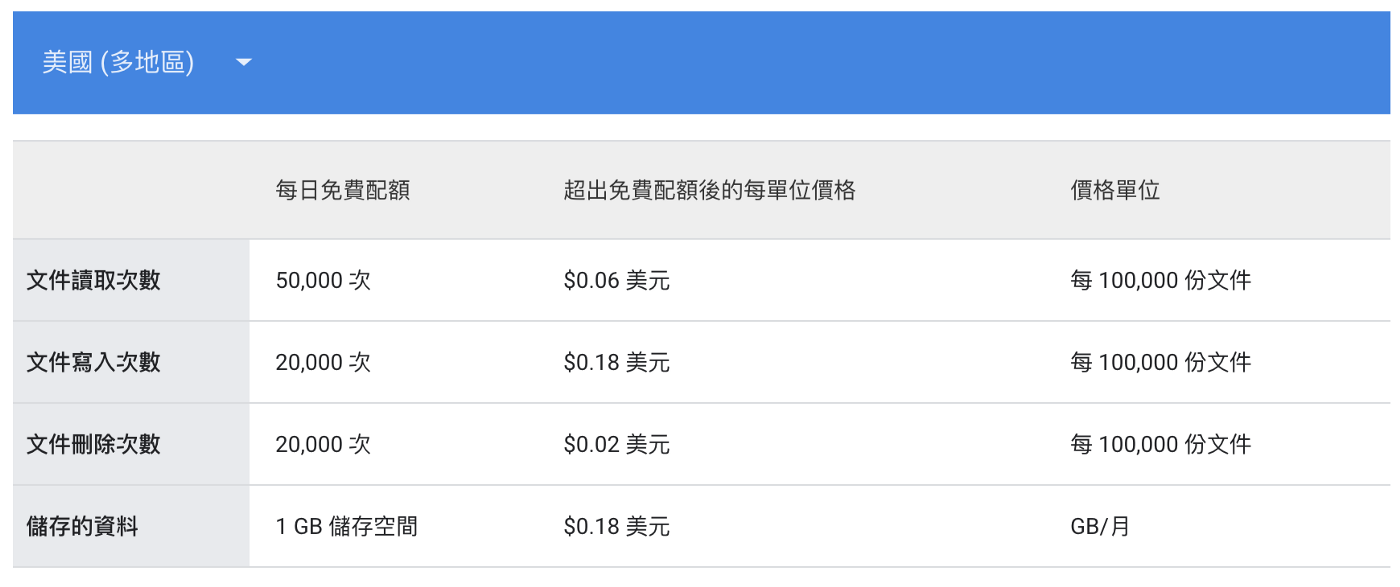 美國 (多地區)
每日免費配額 超出免費配額後的每單位價格 價格單位
文件讀取次數 50,000 次 $0.06 美元 每 100,000 份文件
文件寫入次數 20,000 次 $0.18 美元 每 100,000 份文件
文件刪除次數 20,000 次 $0.02 美元 每 100,000 份文件
儲存的資料 1 GB 儲存空間 $0.18 美元 GB/月